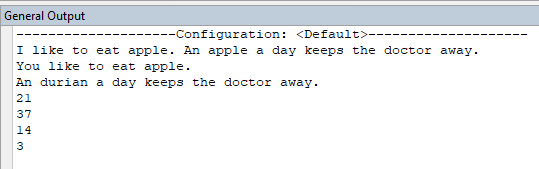 General Output
--------------------Configuration: <Default>--------------------
I like to eat apple. An apple a day keeps the doctor away.
You like to eat apple.
An durian a day keeps the doctor away.
21
37
14
3